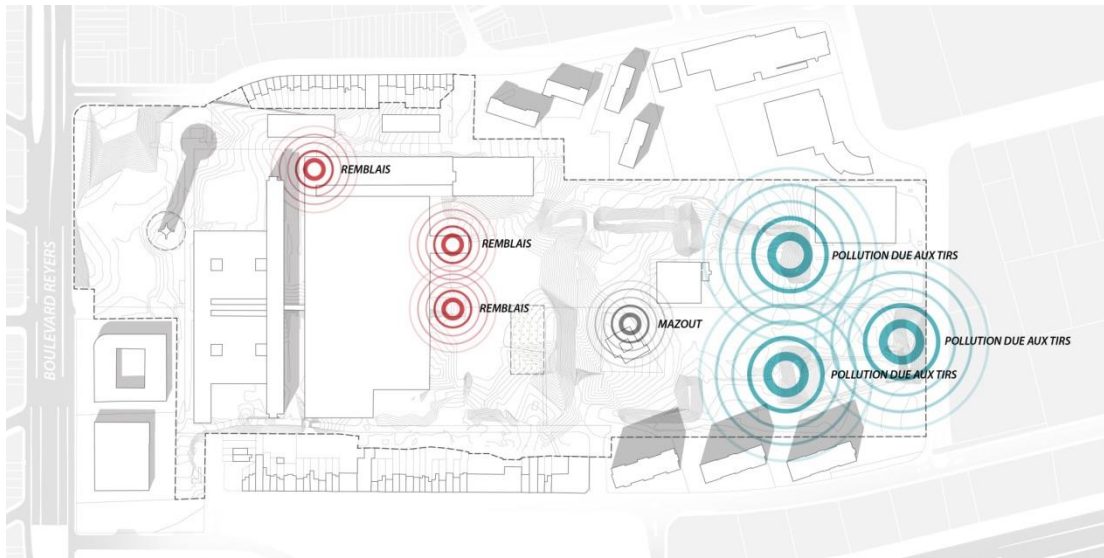 REMBLAIS
REMBLAIS
POLLUTION DUE AUX TIRS
REMBLAIS
MAZOUT
POLLUTION DUE AUX TIRS
POLLUTION DUE AUX TIRS
BOULEVARD REYERS